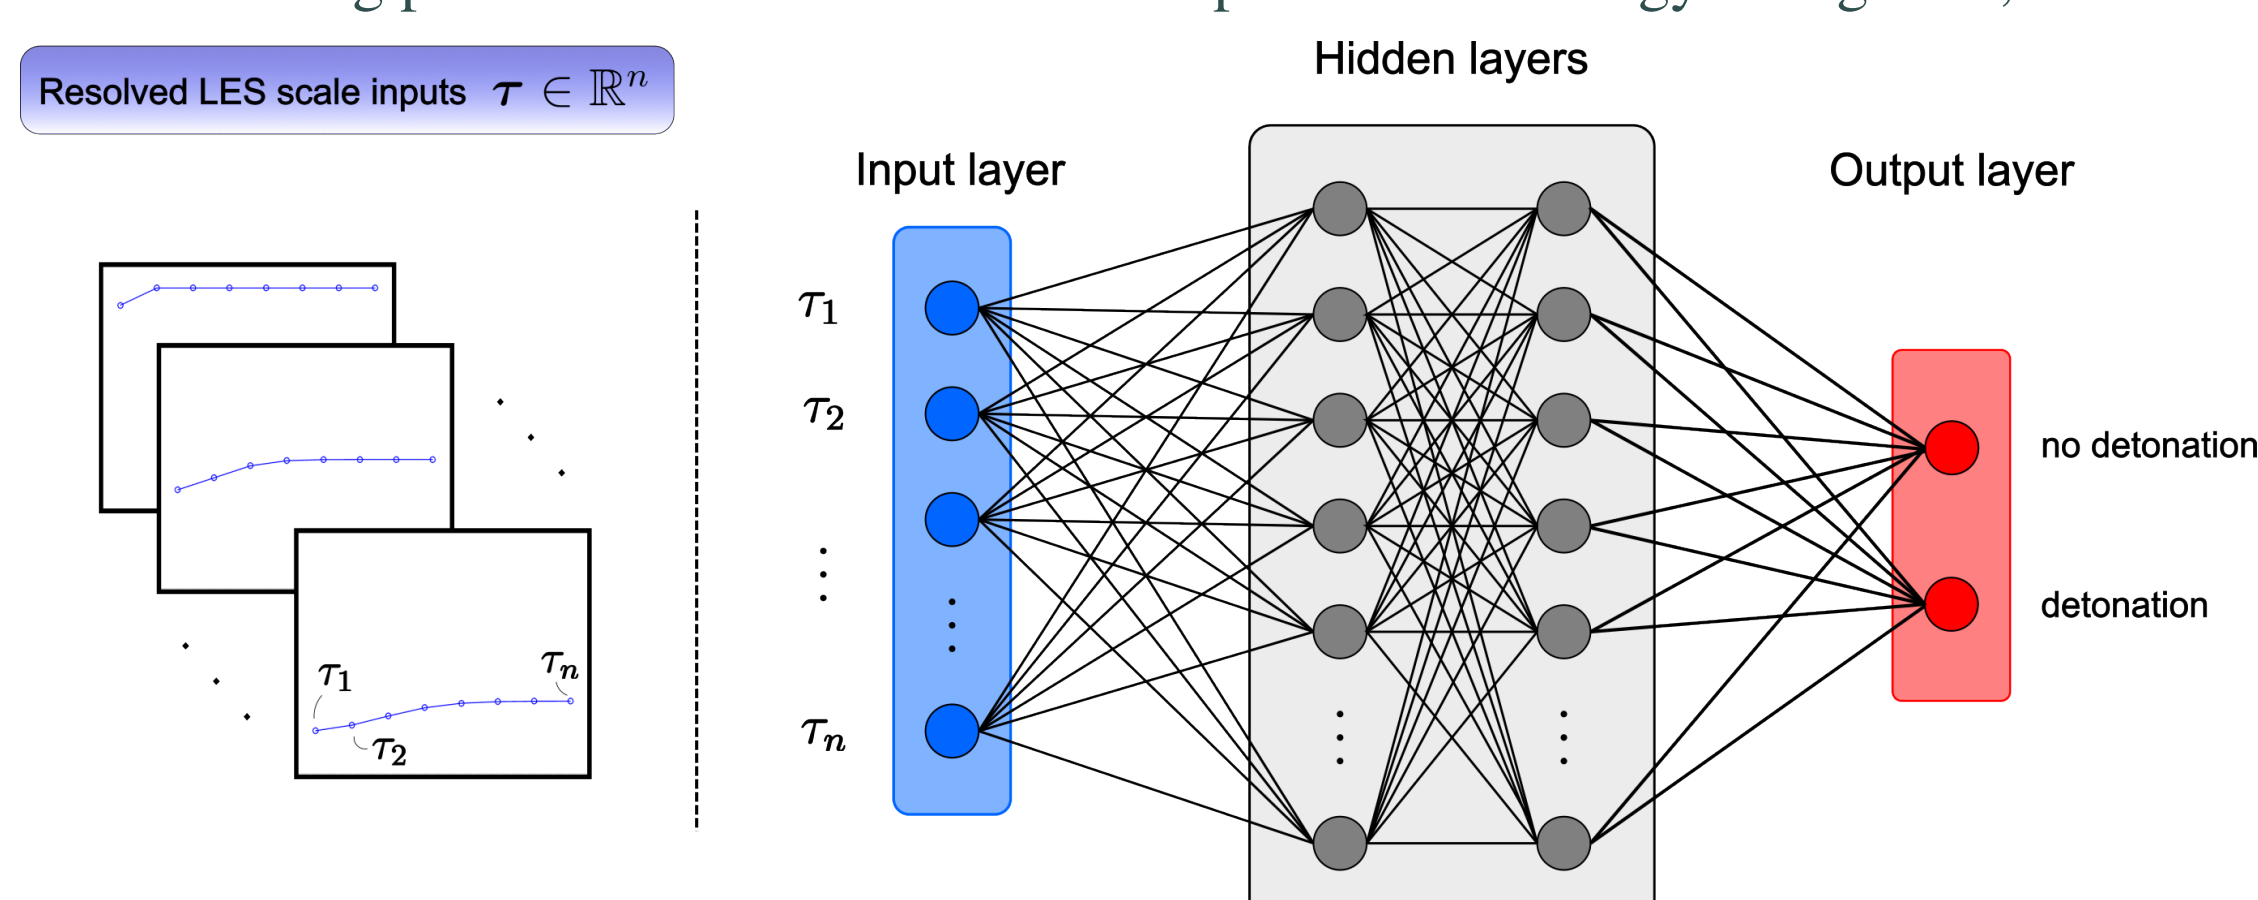 Resolved LES scale inputs τ ∈ ℝⁿ
Hidden layers
Input layer
Output layer
τ₁
τ₂
τₙ
no detonation
detonation
τ₁
τ₂
τₙ